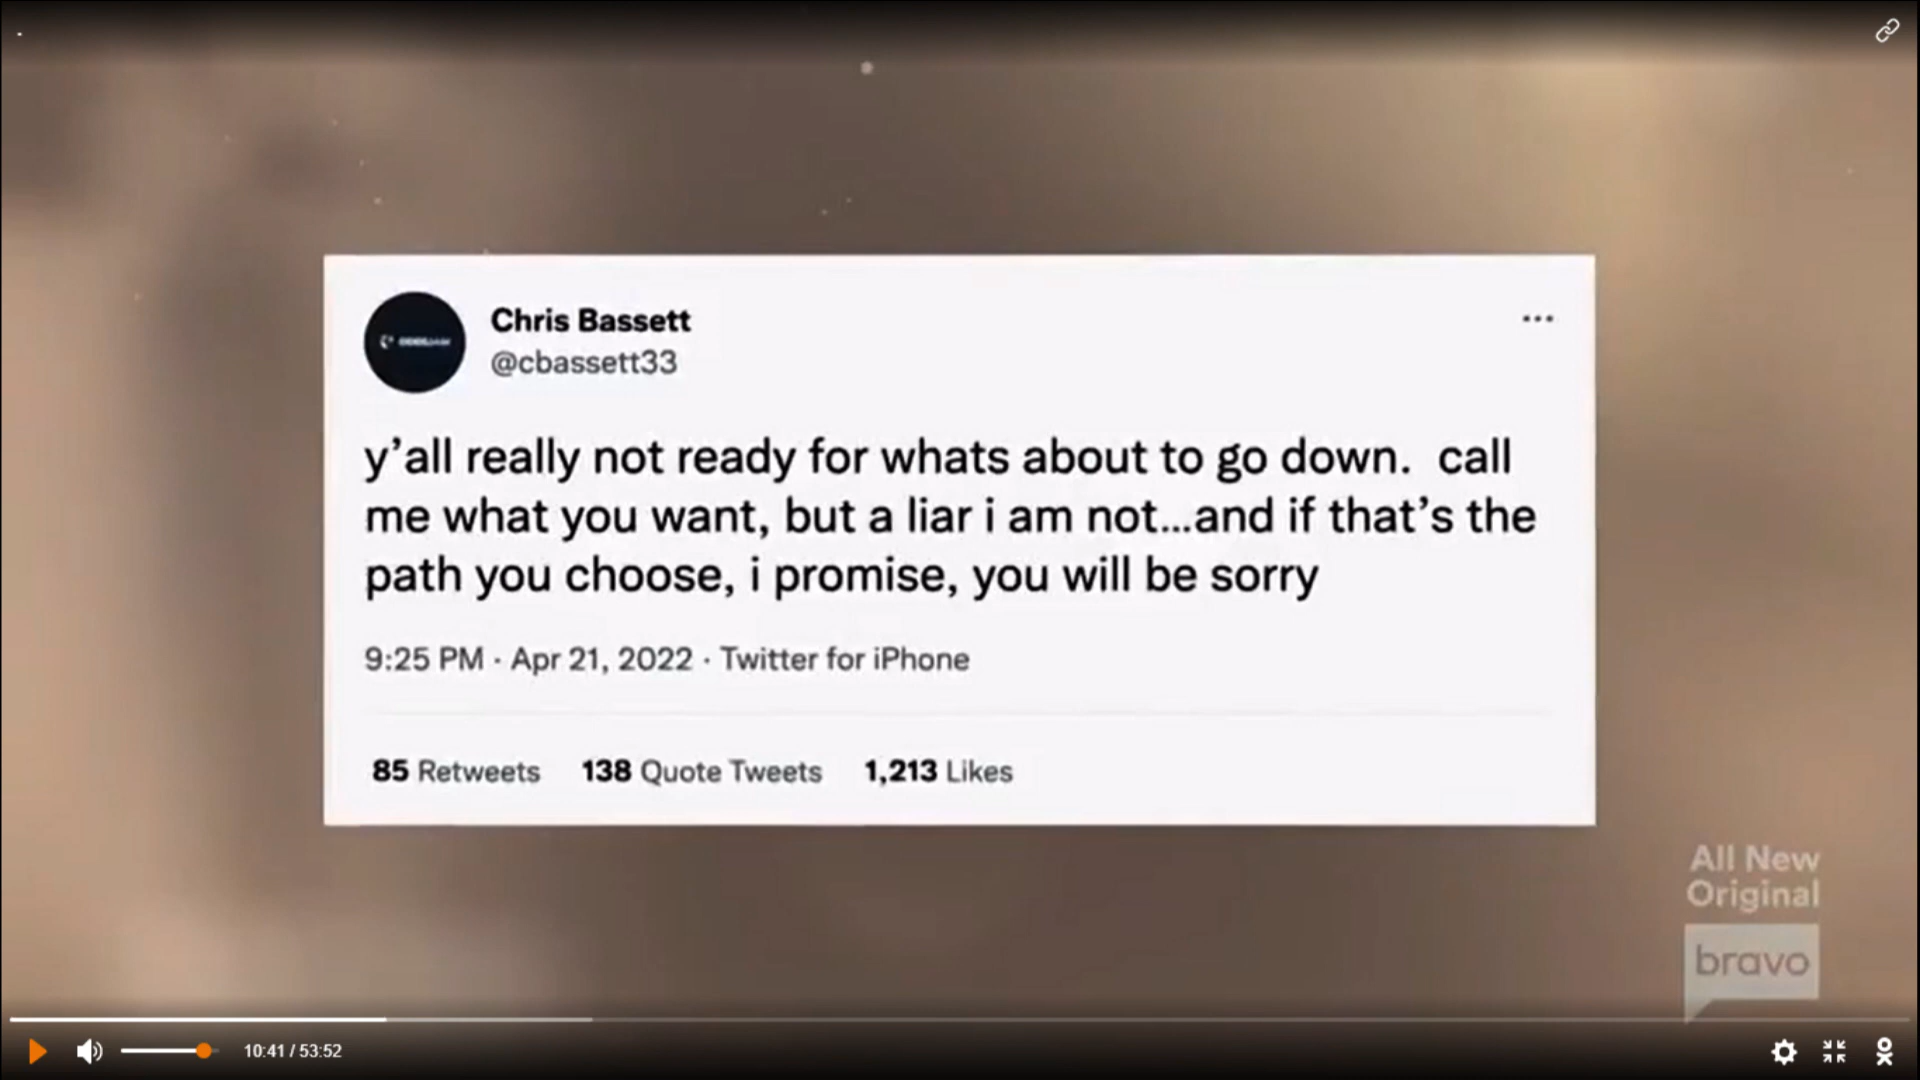 Chris Bassett
@cbassett33
y’all really not ready for whats about to go down.  call
me what you want, but a liar i am not...and if that’s the
path you choose, i promise, you will be sorry
9:25 PM · Apr 21, 2022 · Twitter for iPhone
85 Retweets 138 Quote Tweets 1,213 Likes
All New
Original
bravo
10:41 / 53:52